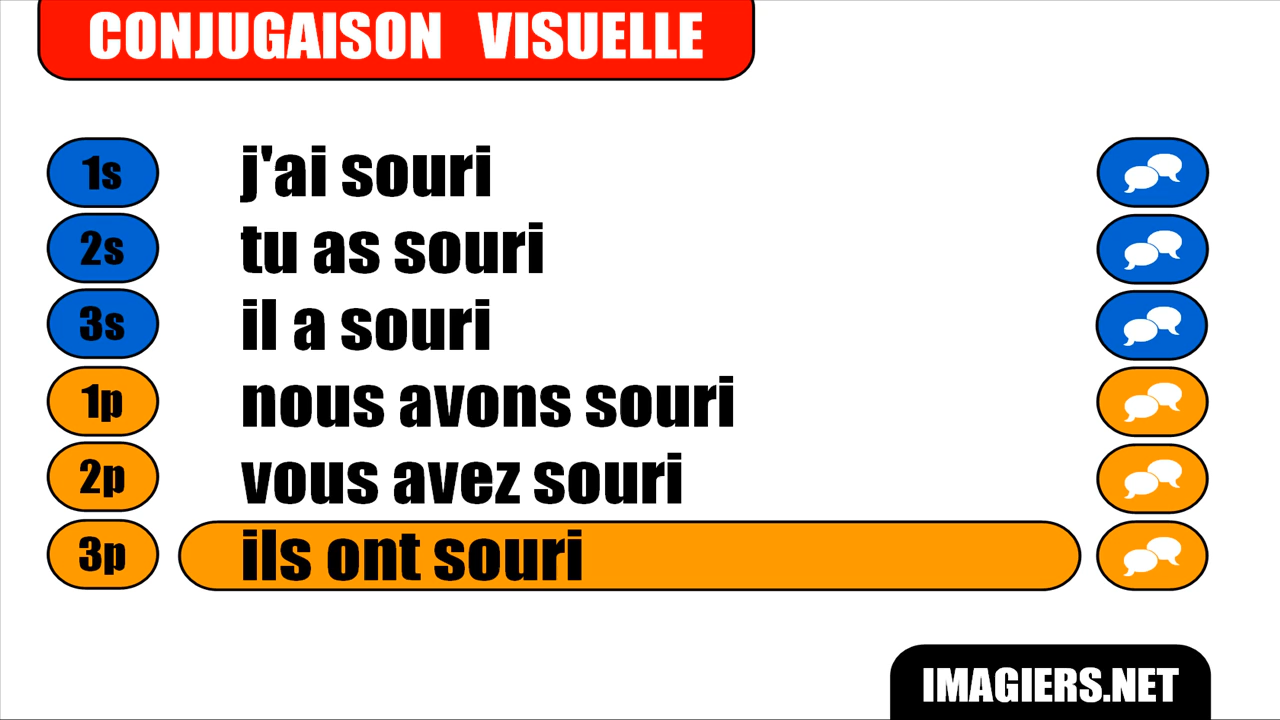 CONJUGAISON VISUELLE
1s j'ai souri
2s tu as souri
3s il a souri
1p nous avons souri
2p vous avez souri
3p ils ont souri
IMAGIERS.NET